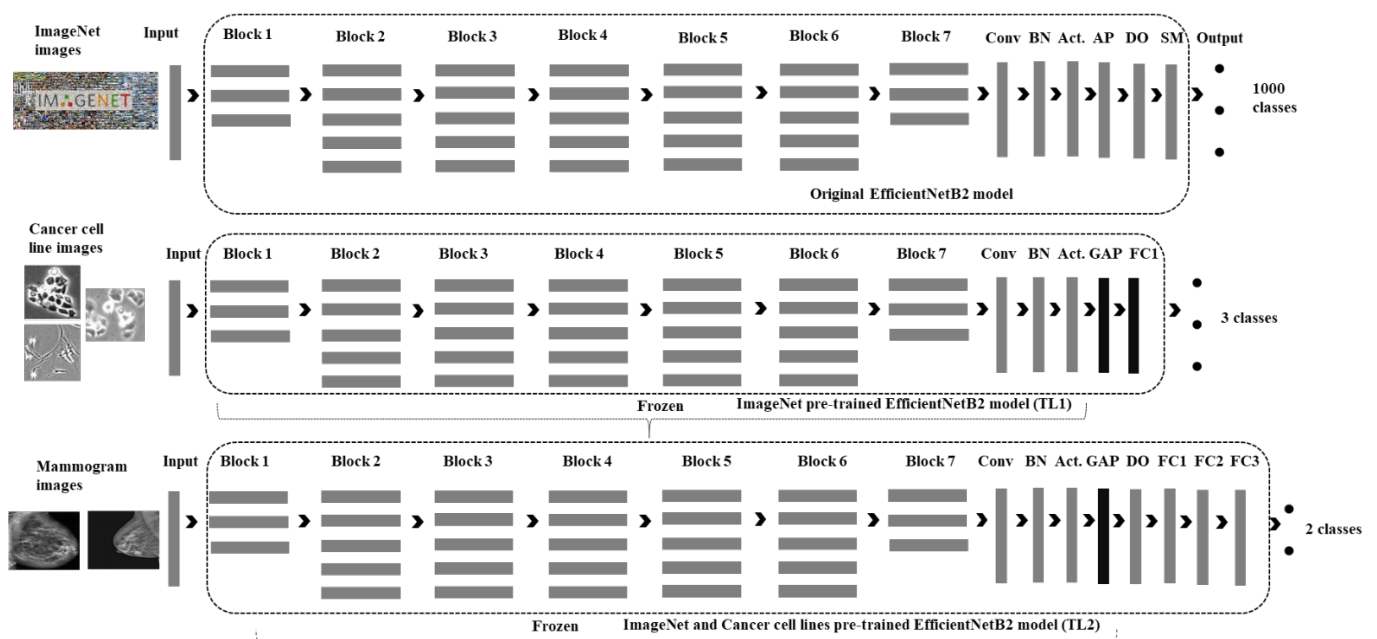 ImageNet images
Input
Block 1
Block 2
Block 3
Block 4
Block 5
Block 6
Block 7
Conv
BN
Act.
AP
DO
SM
Output
IMAGENET
1000 classes
Original EfficientNetB2 model
Cancer cell line images
Input
Block 1
Block 2
Block 3
Block 4
Block 5
Block 6
Block 7
Conv
BN
Act.
GAP
FC1
3 classes
Frozen
ImageNet pre-trained EfficientNetB2 model (TL1)
Mammogram images
Input
Block 1
Block 2
Block 3
Block 4
Block 5
Block 6
Block 7
Conv
BN
Act.
GAP
DO
FC1
FC2
FC3
2 classes
Frozen
ImageNet and Cancer cell lines pre-trained EfficientNetB2 model (TL2)